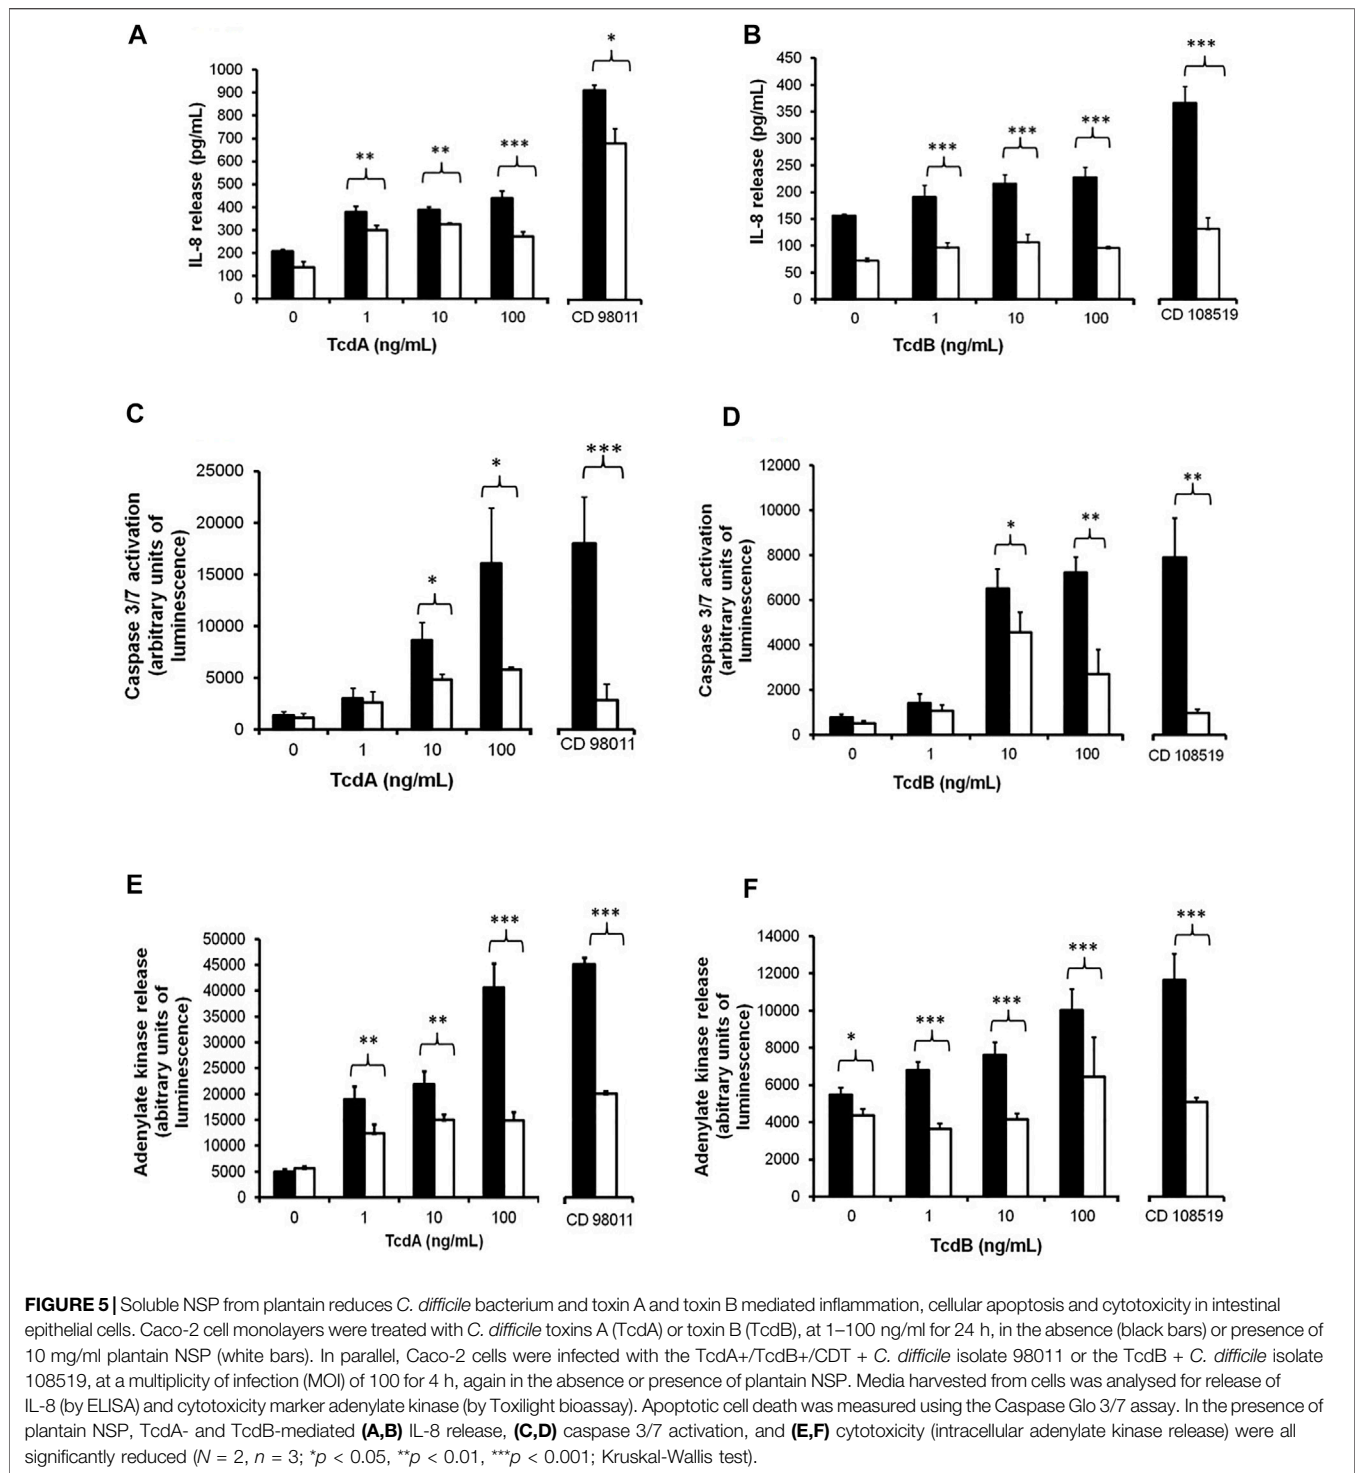 A
*
1000
900
800
700
600
500
400
300
200
100
0
IL-8 release (pg/mL)
**
**
***
0
1
10
100
CD 98011
TcdA (ng/mL)
B
***
450
400
350
300
250
200
150
100
50
0
IL-8 release (pg/mL)
***
***
***
0
1
10
100
CD 108519
TcdB (ng/mL)
C
***
25000
20000
15000
10000
5000
0
Caspase 3/7 activation
(arbitrary units of
luminescence)
*
*
0
1
10
100
CD 98011
TcdA (ng/mL)
D
12000
10000
8000
6000
4000
2000
0
Caspase 3/7 activation
(arbitrary units of
luminescence)
*
**
**
0
1
10
100
CD 108519
TcdB (ng/mL)
E
50000
45000
40000
35000
30000
25000
20000
15000
10000
5000
0
Adenylate kinase release
(abitrary units of
luminescence)
**
**
***
***
0
1
10
100
CD 98011
TcdA (ng/mL)
F
14000
12000
10000
8000
6000
4000
2000
0
Adenylate kinase release
(abitrary units of
luminescence)
*
***
***
***
***
0
1
10
100
CD 108519
TcdB (ng/mL)
FIGURE 5 | Soluble NSP from plantain reduces C. difficile bacterium and toxin A and toxin B mediated inflammation, cellular apoptosis and cytotoxicity in intestinal
epithelial cells. Caco-2 cell monolayers were treated with C. difficile toxins A (TcdA) or toxin B (TcdB), at 1–100 ng/ml for 24 h, in the absence (black bars) or presence of
10 mg/ml plantain NSP (white bars). In parallel, Caco-2 cells were infected with the TcdA+/TcdB+/CDT + C. difficile isolate 98011 or the TcdB + C. difficile isolate
108519, at a multiplicity of infection (MOI) of 100 for 4 h, again in the absence or presence of plantain NSP. Media harvested from cells was analysed for release of
IL-8 (by ELISA) and cytotoxicity marker adenylate kinase (by Toxilight bioassay). Apoptotic cell death was measured using the Caspase Glo 3/7 assay. In the presence of
plantain NSP, TcdA- and TcdB-mediated (A,B) IL-8 release, (C,D) caspase 3/7 activation, and (E,F) cytotoxicity (intracellular adenylate kinase release) were all
significantly reduced (N = 2, n = 3; *p < 0.05, **p < 0.01, ***p < 0.001; Kruskal-Wallis test).